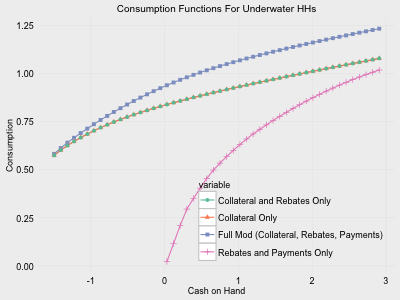 Consumption Functions For Underwater HHs
1.25
1.00
0.75
0.50
0.25
0.00
Consumption
variable
Collateral and Rebates Only
Collateral Only
Full Mod (Collateral, Rebates, Payments)
Rebates and Payments Only
-1 0 1 2 3
Cash on Hand